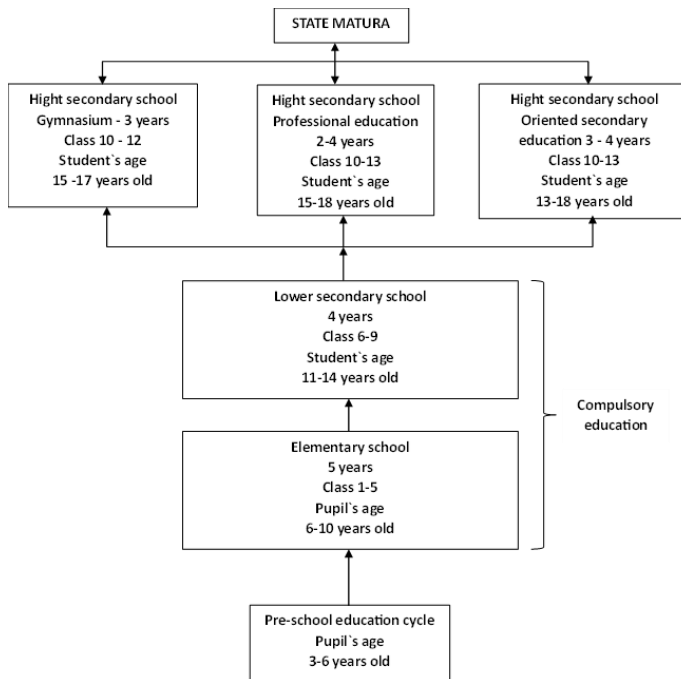 STATE MATURA
Hight secondary school
Gymnasium - 3 years
Class 10 - 12
Student`s age
15 -17 years old
Hight secondary school
Professional education
2-4 years
Class 10-13
Student`s age
15-18 years old
Hight secondary school
Oriented secondary
education 3 - 4 years
Class 10-13
Student`s age
13-18 years old
Lower secondary school
4 years
Class 6-9
Student`s age
11-14 years old
Compulsory
education
Elementary school
5 years
Class 1-5
Pupil`s age
6-10 years old
Pre-school education cycle
Pupil`s age
3-6 years old